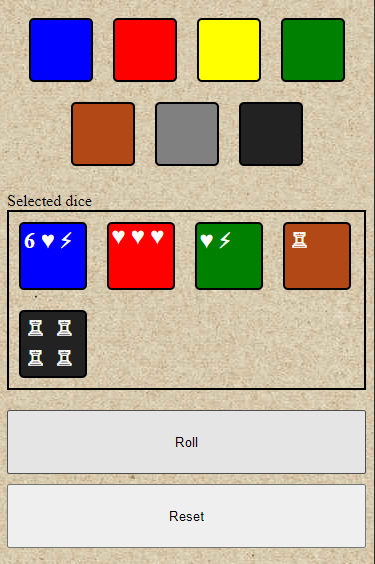 Selected dice
6 ♥ ⚡ ♥ ♥ ♥ ♥ ⚡ ♖
♖ ♖
♖ ♖
Roll
Reset